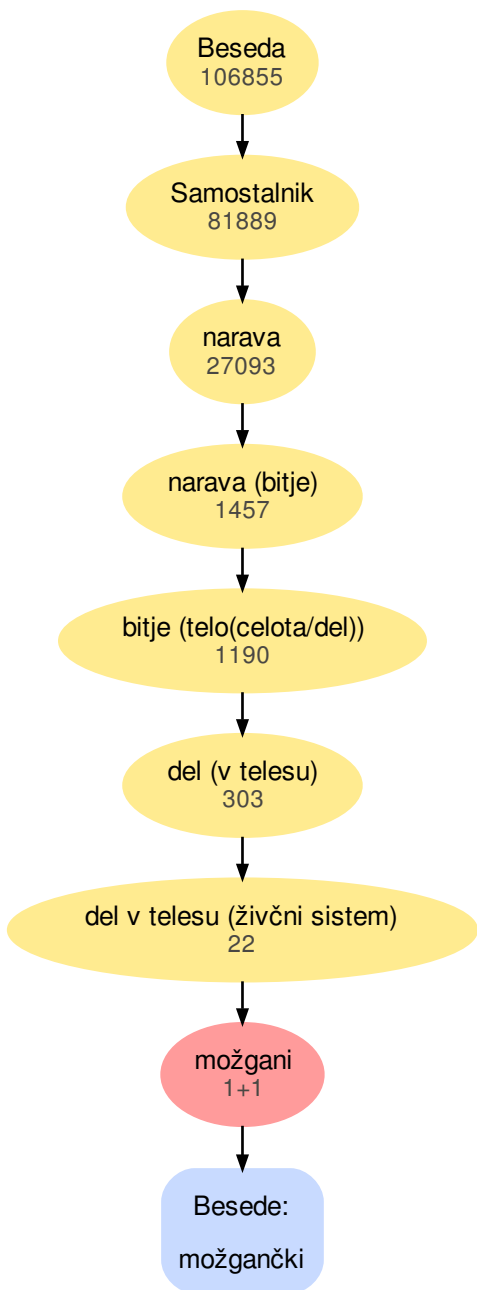 Beseda
106855
Samostalnik
81889
narava
27093
narava (bitje)
1457
bitje (telo(celota/del))
1190
del (v telesu)
303
del v telesu (živčni sistem)
22
možgani
1+1
Besede:
možgančki